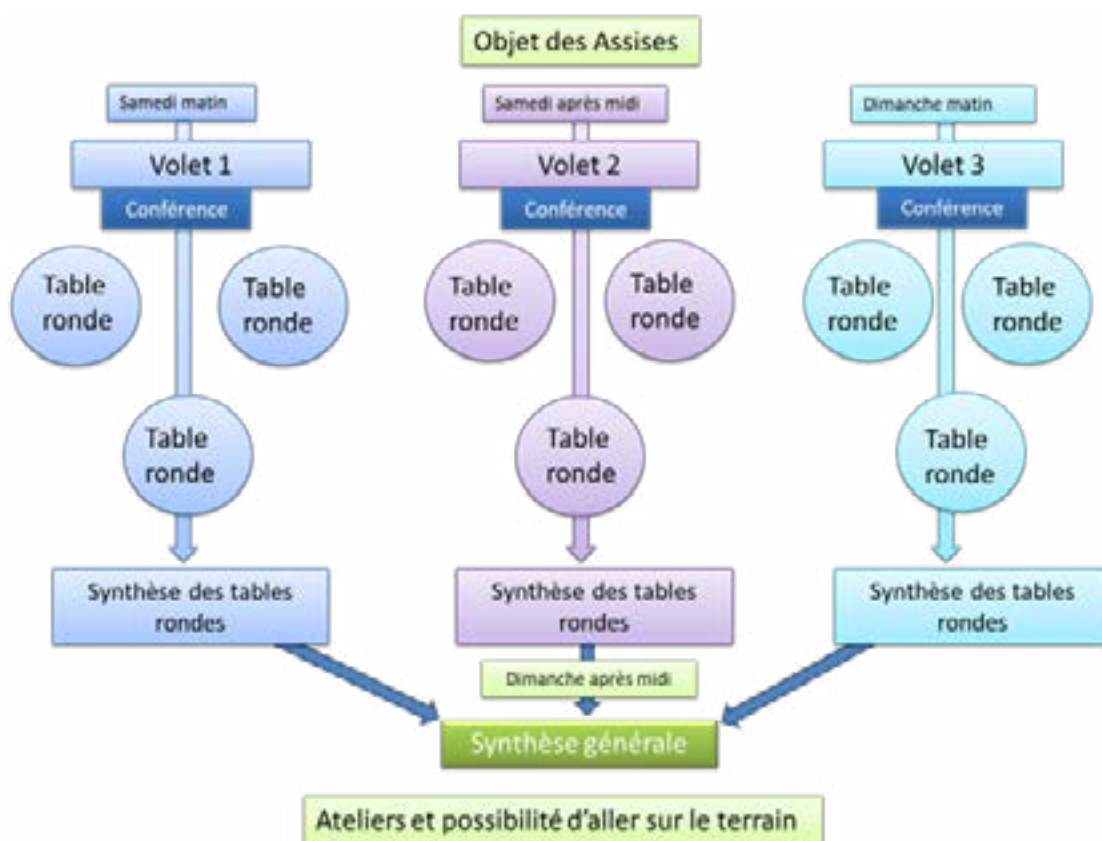 Objet des Assises
Samedi matin
Volet 1
Conférence
Table
ronde
Table
ronde
Table
ronde
Synthèse des tables
rondes
Samedi après midi
Volet 2
Conférence
Table
ronde
Table
ronde
Table
ronde
Synthèse des tables
rondes
Dimanche matin
Volet 3
Conférence
Table
ronde
Table
ronde
Table
ronde
Synthèse des tables
rondes
Dimanche après midi
Synthèse générale
Ateliers et possibilité d'aller sur le terrain